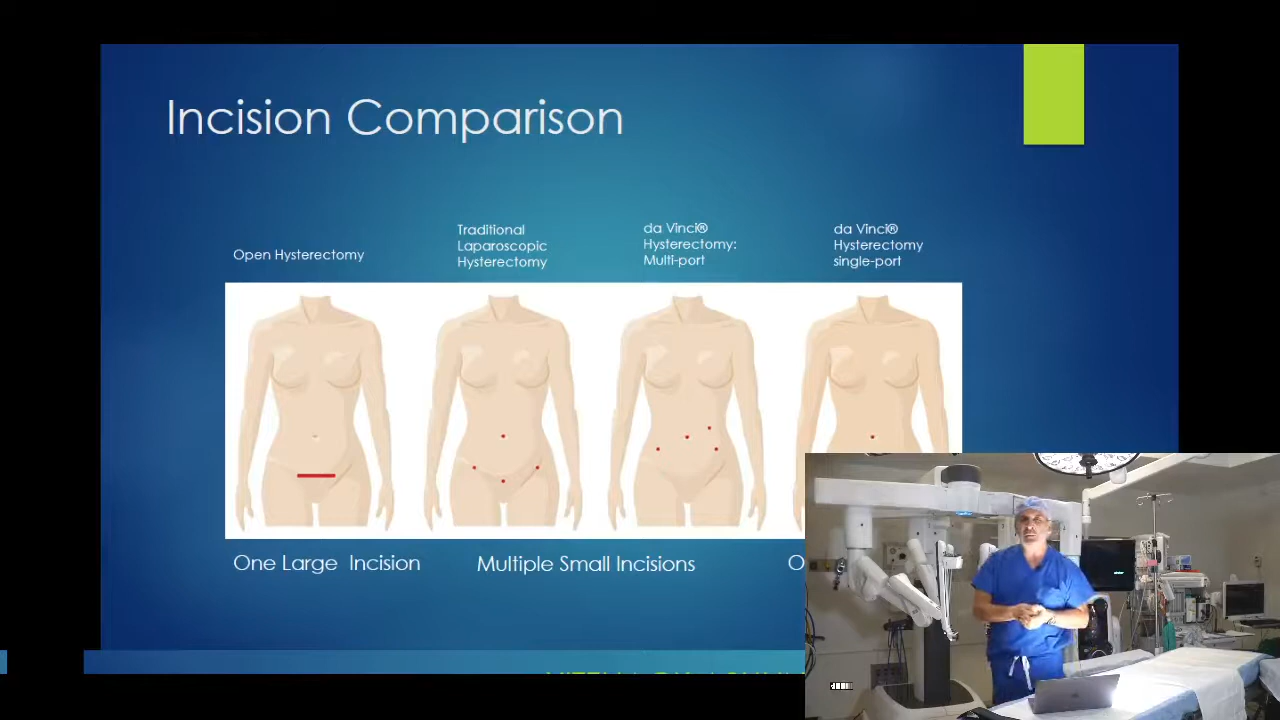 Incision Comparison
Open Hysterectomy
Traditional
Laparoscopic
Hysterectomy
da Vinci®
Hysterectomy:
Multi-port
da Vinci®
Hysterectomy
single-port
One Large Incision
Multiple Small Incisions
O